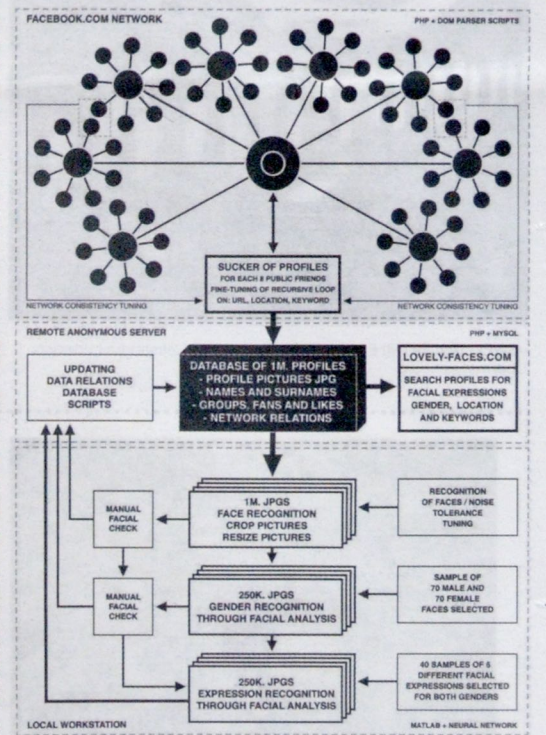 FACEBOOK.COM NETWORK
PHP + DOM PARSER SCRIPTS
SUCKER OF PROFILES
FOR EACH 8 PUBLIC FRIENDS
FINE-TUNING OF RECURSIVE LOOP
ON: URL, LOCATION, KEYWORD
NETWORK CONSISTENCY TUNING
NETWORK CONSISTENCY TUNING
REMOTE ANONYMOUS SERVER
PHP + MYSQL
UPDATING
DATA RELATIONS
DATABASE
SCRIPTS
DATABASE OF 1M. PROFILES
- PROFILE PICTURES JPG
- NAMES AND SURNAMES
- GROUPS, FANS AND LIKES
- NETWORK RELATIONS
LOVELY-FACES.COM
SEARCH PROFILES FOR
FACIAL EXPRESSIONS
GENDER, LOCATION
AND KEYWORDS
MANUAL
FACIAL
CHECK
1M. JPGS
FACE RECOGNITION
CROP PICTURES
RESIZE PICTURES
RECOGNITION
OF FACES / NOISE
TOLERANCE
TUNING
MANUAL
FACIAL
CHECK
250K. JPGS
GENDER RECOGNITION
THROUGH FACIAL ANALYSIS
SAMPLE OF
70 MALE AND
70 FEMALE
FACES SELECTED
250K. JPGS
EXPRESSION RECOGNITION
THROUGH FACIAL ANALYSIS
40 SAMPLES OF 6
DIFFERENT FACIAL
EXPRESSIONS SELECTED
FOR BOTH GENDERS
LOCAL WORKSTATION
MATLAB + NEURAL NETWORK